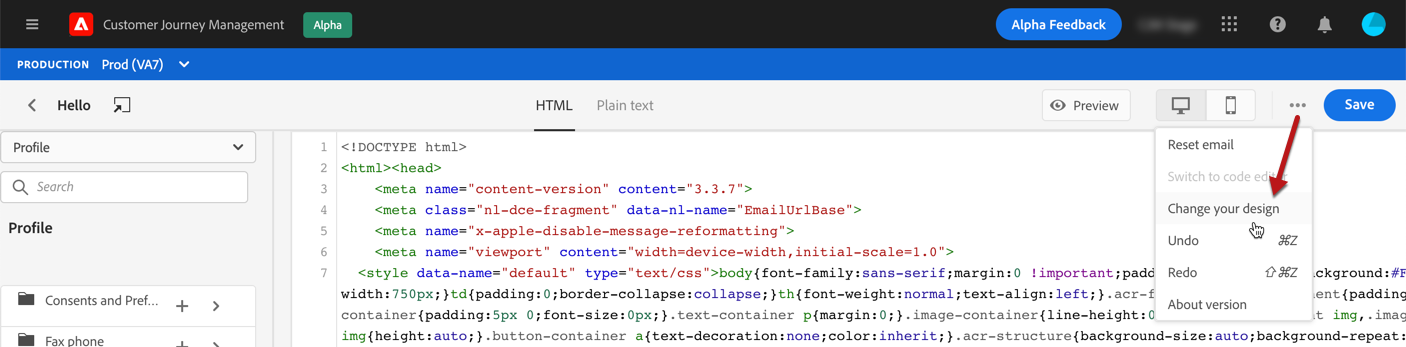 Customer Journey Management Alpha Alpha Feedback
PRODUCTION Prod (VA7)
Hello HTML Plain text Preview Save
Profile
Search
Profile
Consents and Pref...
Fax phone
1 <!DOCTYPE html>
2 <html><head>
3 <meta name="content-version" content="3.3.7">
4 <meta class="nl-dce-fragment" data-nl-name="EmailUrlBase">
5 <meta name="x-apple-disable-message-reformatting">
6 <meta name="viewport" content="width=device-width,initial-scale=1.0">
7 <style data-name="default" type="text/css">body{font-family:sans-serif;margin:0 !important;padd background:#F
width:750px;}td{padding:0;border-collapse:collapse;}th{font-weight:normal;text-align:left;}.acr-f ment{padding
container{padding:5px 0;font-size:0px;}.text-container p{margin:0;}.image-container{line-height:0 t img,.imag
img{height:auto;}.button-container a{text-decoration:none;color:inherit;}.acr-structure{background-size:auto;background-repeat:
Reset email
Switch to code editor
Change your design
Undo ⌘Z
Redo ⇧⌘Z
About version